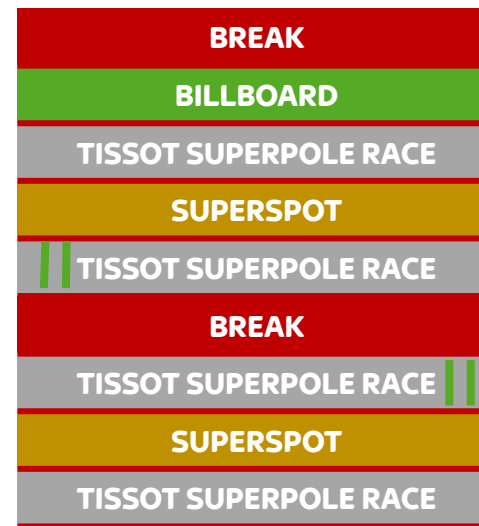 BREAK
BILLBOARD
TISSOT SUPERPOLE RACE
SUPERSPOT
TISSOT SUPERPOLE RACE
BREAK
TISSOT SUPERPOLE RACE
SUPERSPOT
TISSOT SUPERPOLE RACE